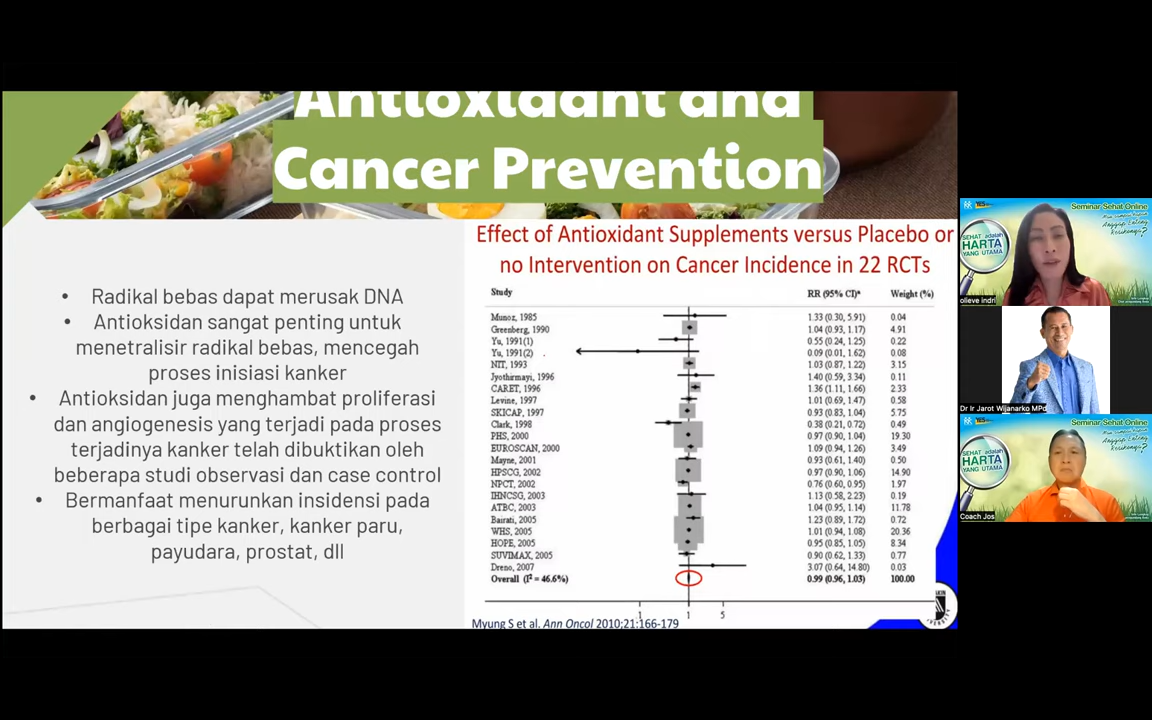 Antioxidant and
Cancer Prevention
• Radikal bebas dapat merusak DNA
• Antioksidan sangat penting untuk
menetralisir radikal bebas, mencegah
proses inisiasi kanker
• Antioksidan juga menghambat proliferasi
dan angiogenesis yang terjadi pada proses
terjadinya kanker telah dibuktikan oleh
beberapa studi observasi dan case control
• Bermanfaat menurunkan insidensi pada
berbagai tipe kanker, kanker paru,
payudara, prostat, dll
Effect of Antioxidant Supplements versus Placebo or
no Intervention on Cancer Incidence in 22 RCTs
Study RR (95% CI)* Weight (%)
Munoz, 1985 1.33 (0.30, 5.91) 0.04
Greenberg, 1990 1.04 (0.93, 1.17) 4.91
Yu, 1991(1) 0.55 (0.24, 1.25) 0.22
Yu, 1991(2) 0.09 (0.01, 1.62) 0.08
NIT, 1993 1.03 (0.87, 1.22) 3.15
Jyothirmayi, 1996 1.40 (0.59, 3.34) 0.11
CARET, 1996 1.36 (1.11, 1.66) 2.33
Levine, 1997 1.01 (0.69, 1.47) 0.58
SKICAP, 1997 0.93 (0.83, 1.04) 5.75
Clark, 1998 0.38 (0.21, 0.72) 0.49
PHS, 2000 0.97 (0.90, 1.04) 19.30
EUROSCAN, 2000 1.09 (0.94, 1.26) 3.49
Mayne, 2001 0.93 (0.61, 1.40) 0.50
HPSCG, 2002 0.97 (0.90, 1.06) 14.90
NPCT, 2002 0.76 (0.60, 0.95) 1.97
IHNCSG, 2003 1.13 (0.58, 2.23) 0.19
ATBC, 2003 1.04 (0.95, 1.14) 11.78
Bairati, 2005 1.23 (0.89, 1.72) 0.72
WHS, 2005 1.01 (0.94, 1.08) 20.36
HOPE, 2005 0.95 (0.85, 1.05) 8.34
SUVIMAX, 2005 0.90 (0.62, 1.33) 0.77
Dreno, 2007 3.07 (0.64, 14.80) 0.03
Overall (I² = 46.6%) 0.99 (0.96, 1.03) 100.00
.1 1 5
Myung S et al. Ann Oncol 2010;21:166-179
Seminar Sehat Online
SEHAT adalah
HARTA
YANG UTAMA
olieve indri
Dr Ir Jarot Wijanarko MPd
Seminar Sehat Online
SEHAT adalah
HARTA
YANG UTAMA
Coach Jos